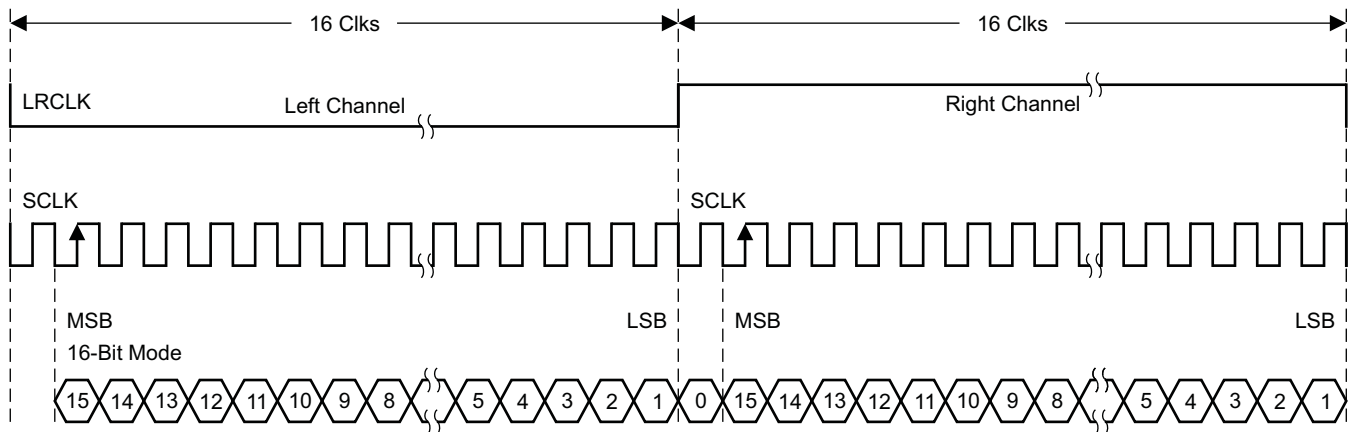 16 Clks 16 Clks
LRCLK Left Channel Right Channel
SCLK SCLK
MSB LSB MSB LSB
16-Bit Mode
15 14 13 12 11 10 9 8 5 4 3 2 1 0 15 14 13 12 11 10 9 8 5 4 3 2 1